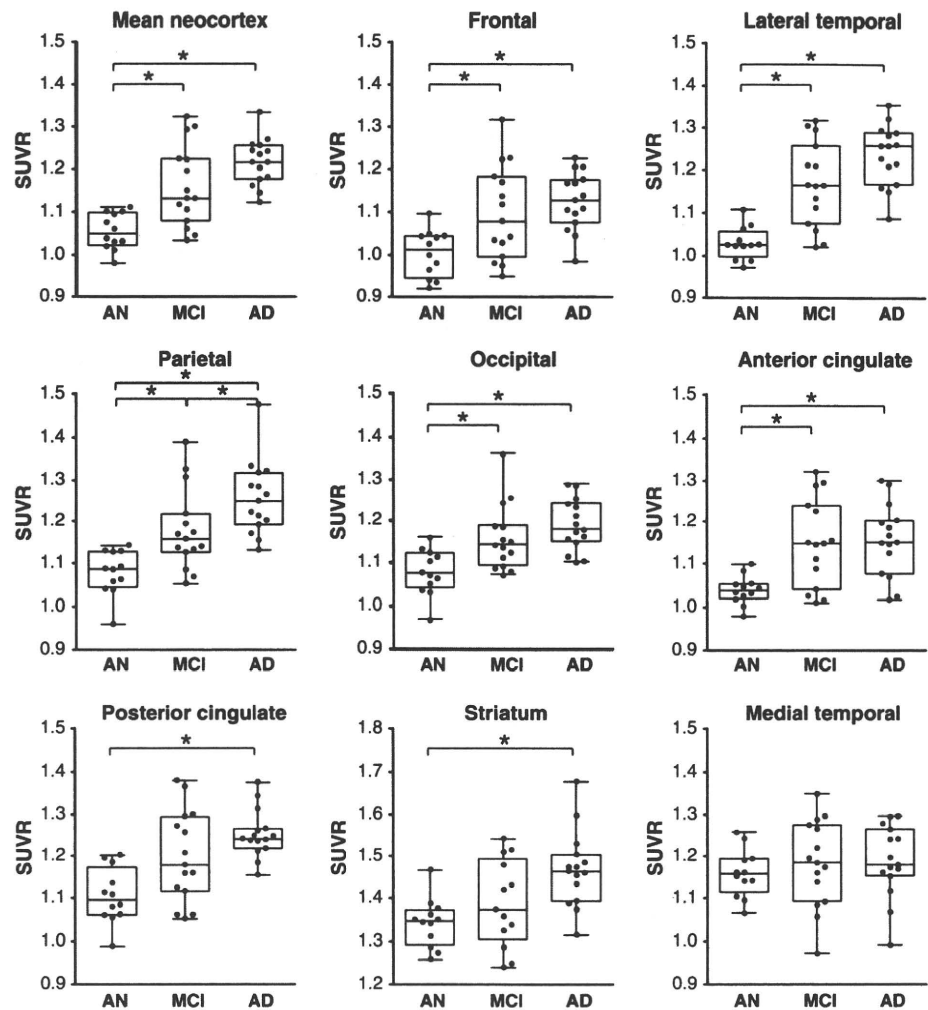 Mean neocortex
1.5
1.4
1.3
1.2
1.1
1.0
0.9
SUVR
*
*
AN MCI AD
Frontal
1.5
1.4
1.3
1.2
1.1
1.0
0.9
SUVR
*
*
AN MCI AD
Lateral temporal
1.5
1.4
1.3
1.2
1.1
1.0
0.9
SUVR
*
*
AN MCI AD
Parietal
1.5
1.4
1.3
1.2
1.1
1.0
0.9
SUVR
*
* *
AN MCI AD
Occipital
1.5
1.4
1.3
1.2
1.1
1.0
0.9
SUVR
*
*
AN MCI AD
Anterior cingulate
1.5
1.4
1.3
1.2
1.1
1.0
0.9
SUVR
*
*
AN MCI AD
Posterior cingulate
1.5
1.4
1.3
1.2
1.1
1.0
0.9
SUVR
*
AN MCI AD
Striatum
1.8
1.7
1.6
1.5
1.4
1.3
1.2
SUVR
*
AN MCI AD
Medial temporal
1.5
1.4
1.3
1.2
1.1
1.0
0.9
SUVR
AN MCI AD